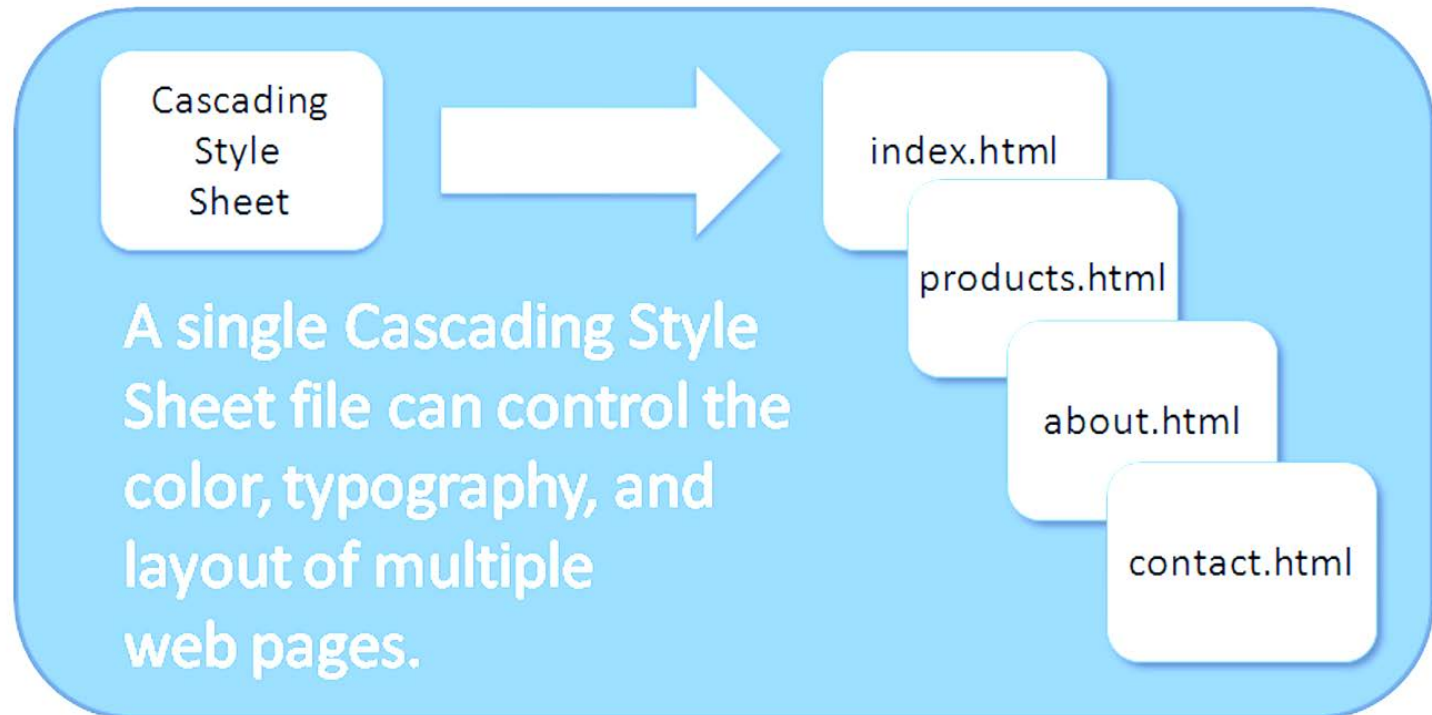 Cascading
Style
Sheet
index.html
products.html
about.html
contact.html
A single Cascading Style
Sheet file can control the
color, typography, and
layout of multiple
web pages.